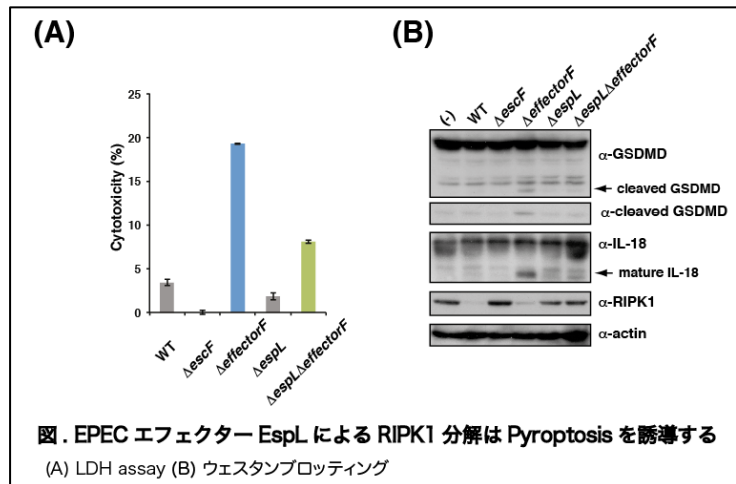 (A)
25
20
15
10
5
0
Cytotoxicity (%)
WT
ΔescF
ΔeffectorF
ΔespL
ΔespLΔeffectorF
(B)
(-)
WT
ΔescF
ΔeffectorF
ΔespL
ΔespLΔeffectorF
α-GSDMD
cleaved GSDMD
α-cleaved GSDMD
α-IL-18
mature IL-18
α-RIPK1
α-actin
図 . EPEC エフェクター EspL による RIPK1 分解は Pyroptosis を誘導する
(A) LDH assay (B) ウェスタンブロッティング